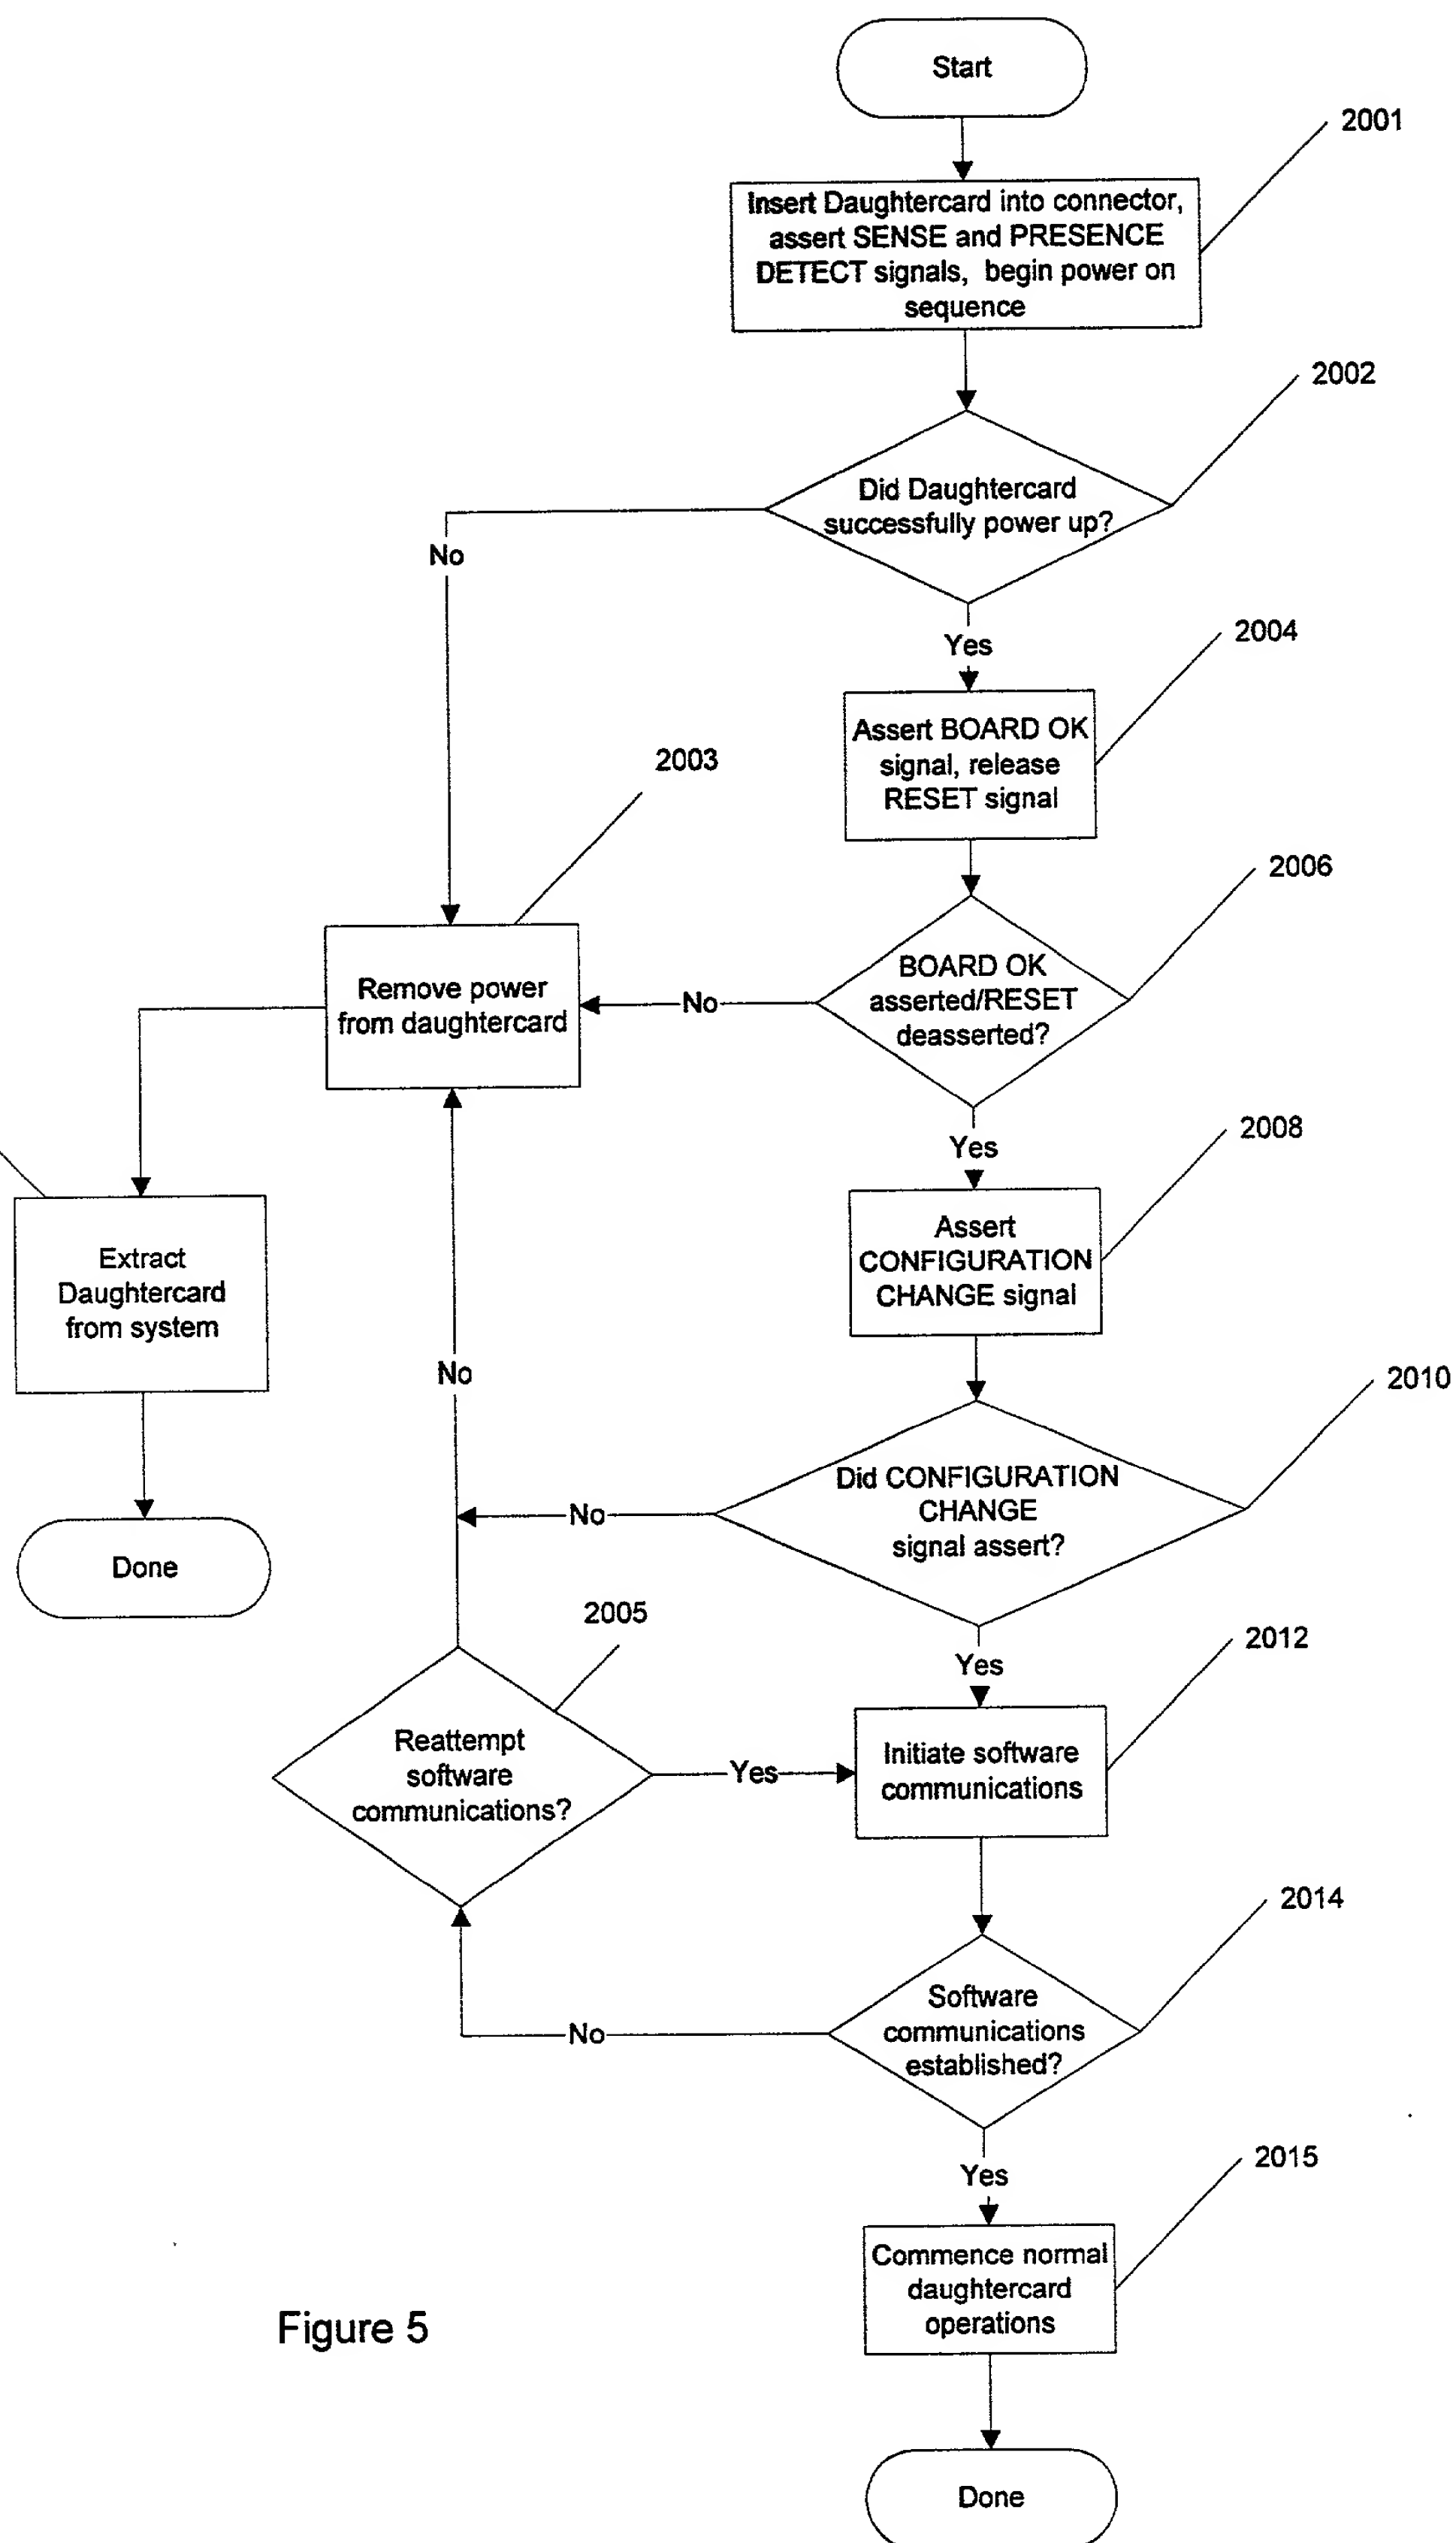 Start
2001
Insert Daughtercard into connector,
assert SENSE and PRESENCE
DETECT signals, begin power on
sequence
2002
Did Daughtercard
successfully power up?
No
Yes
2004
Assert BOARD OK
signal, release
RESET signal
2003
2006
Remove power
from daughtercard
No
BOARD OK
asserted/RESET
deasserted?
Yes
2008
Assert
CONFIGURATION
CHANGE signal
Extract
Daughtercard
from system
No
2010
Did CONFIGURATION
CHANGE
signal assert?
No
Done
2005
2012
Yes
Reattempt
software
communications?
Yes
Initiate software
communications
2014
Software
communications
established?
No
Yes
2015
Commence normal
daughtercard
operations
Figure 5
Done